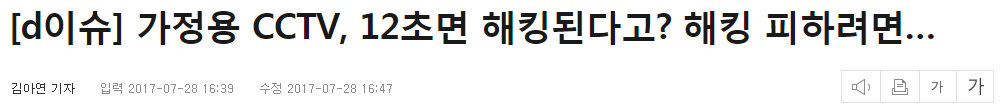 [d이슈] 가정용 CCTV, 12초면 해킹된다고? 해킹 피하려면...
김아연 기자 입력 2017-07-28 16:39 수정 2017-07-28 16:47 가 가